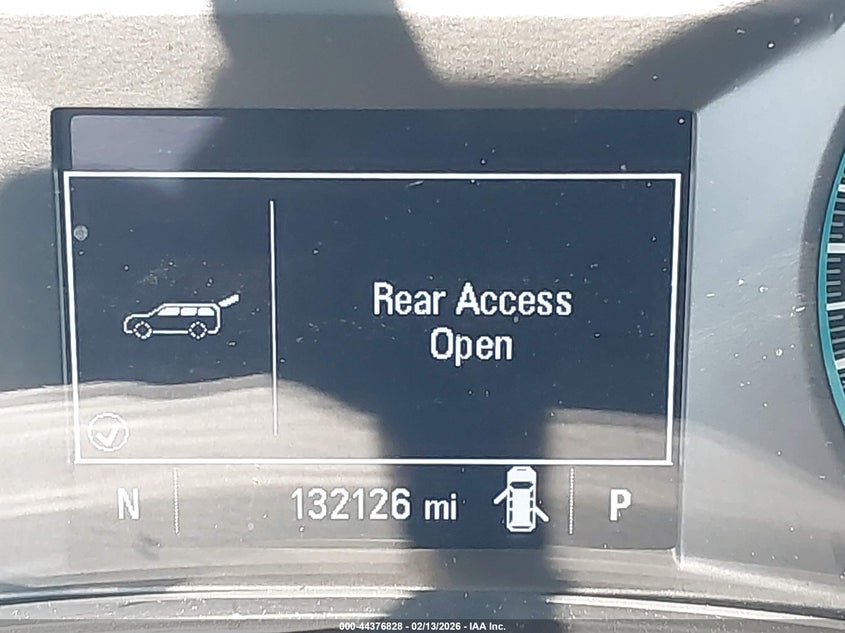 Rear Access
Open
N 132126 mi P
000-44376828 - 02/13/2026 - IAA Inc.